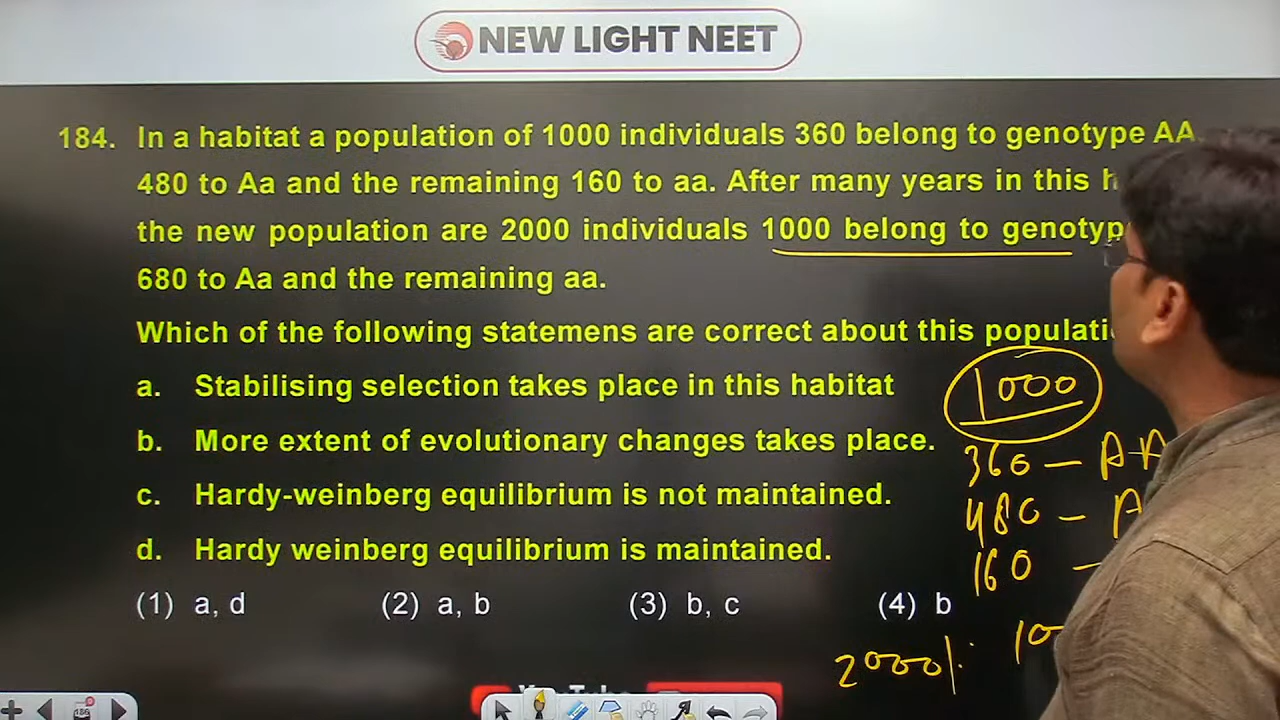 NEW LIGHT NEET
184. In a habitat a population of 1000 individuals 360 belong to genotype AA
480 to Aa and the remaining 160 to aa. After many years in this
the new population are 2000 individuals 1000 belong to
680 to Aa and the remaining aa.
Which of the following statemens are correct about this
a. Stabilising selection takes place in this habitat
b. More extent of evolutionary changes takes place.
c. Hardy-weinberg equilibrium is not maintained.
d. Hardy weinberg equilibrium is maintained.
(1) a, d (2) a, b (3) b, c (4) b
1000
360 - AA
480 - A
160 -
2000